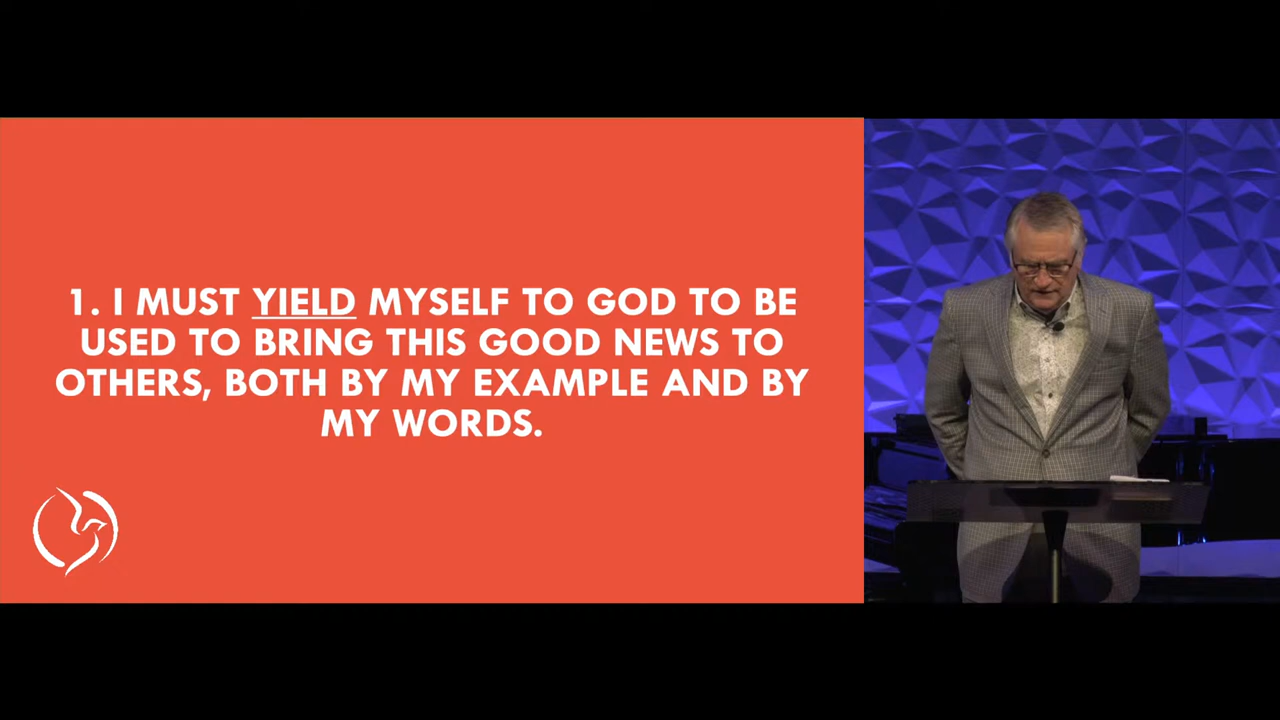 1. I MUST YIELD MYSELF TO GOD TO BE
USED TO BRING THIS GOOD NEWS TO
OTHERS, BOTH BY MY EXAMPLE AND BY
MY WORDS.